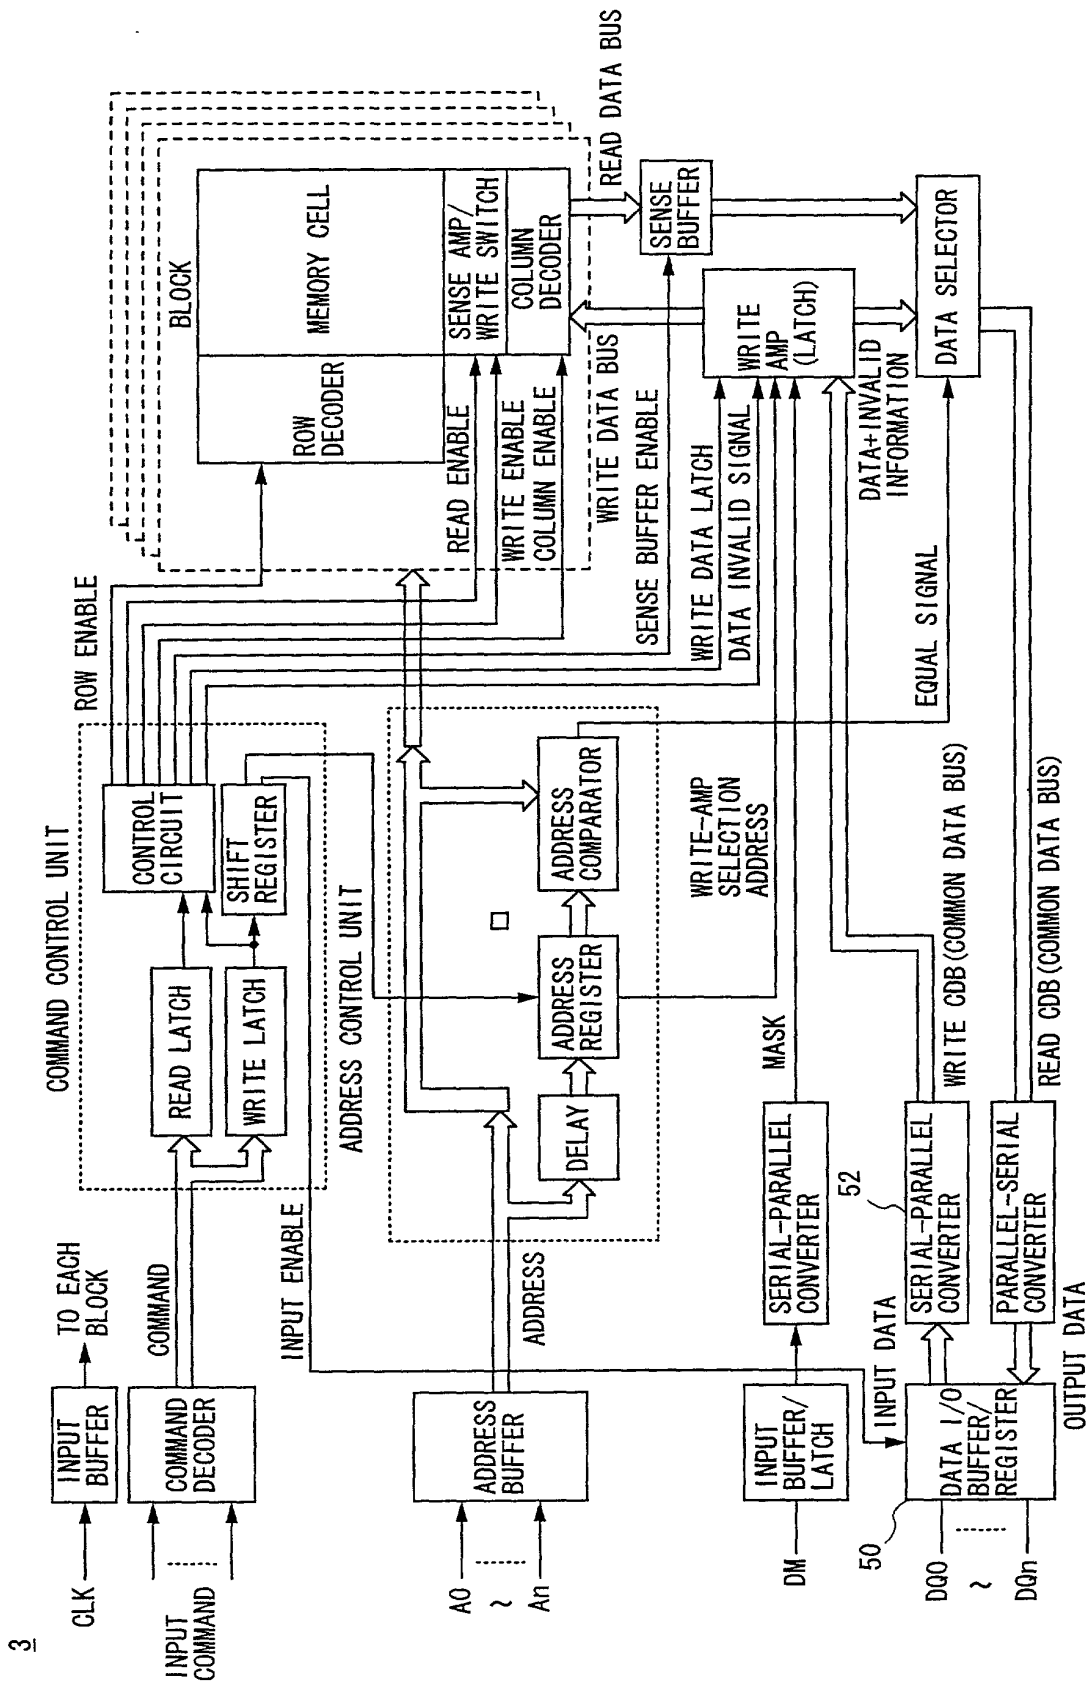 3
CLK
INPUT
BUFFER
TO EACH
BLOCK
INPUT
COMMAND
COMMAND
DECODER
COMMAND
COMMAND CONTROL UNIT
READ LATCH
WRITE LATCH
CONTROL
CIRCUIT
SHIFT
REGISTER
ROW ENABLE
BLOCK
MEMORY CELL
ROW
DECODER
SENSE AMP/
WRITE SWITCH
COLUMN
DECODER
READ ENABLE
WRITE ENABLE
COLUMN ENABLE
WRITE DATA BUS
READ DATA BUS
SENSE BUFFER ENABLE
SENSE
BUFFER
INPUT ENABLE
ADDRESS CONTROL UNIT
A0
~
An
ADDRESS
BUFFER
ADDRESS
DELAY
ADDRESS
REGISTER
ADDRESS
COMPARATOR
WRITE DATA LATCH
DATA INVALID SIGNAL
WRITE
AMP
(LATCH)
WRITE-AMP
SELECTION
ADDRESS
DATA+INVALID
INFORMATION
EQUAL SIGNAL
DATA SELECTOR
DM
INPUT
BUFFER/
LATCH
SERIAL-PARALLEL
CONVERTER
MASK
50
DQ0
~
DQn
DATA I/O
BUFFER/
REGISTER
INPUT DATA
OUTPUT DATA
52
SERIAL-PARALLEL
CONVERTER
PARALLEL-SERIAL
CONVERTER
WRITE CDB(COMMON DATA BUS)
READ CDB(COMMON DATA BUS)